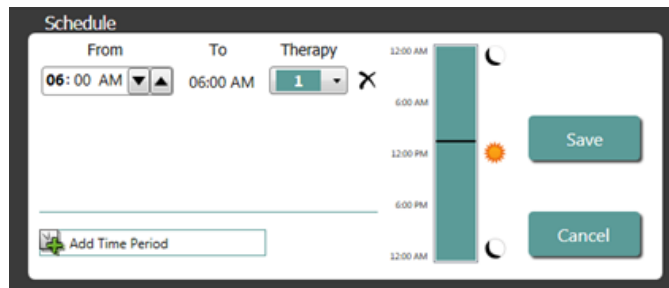 Schedule
From To Therapy
06:00 AM 06:00 AM 1
Add Time Period
12:00 AM
6:00 AM
12:00 PM
6:00 PM
12:00 AM
Save
Cancel